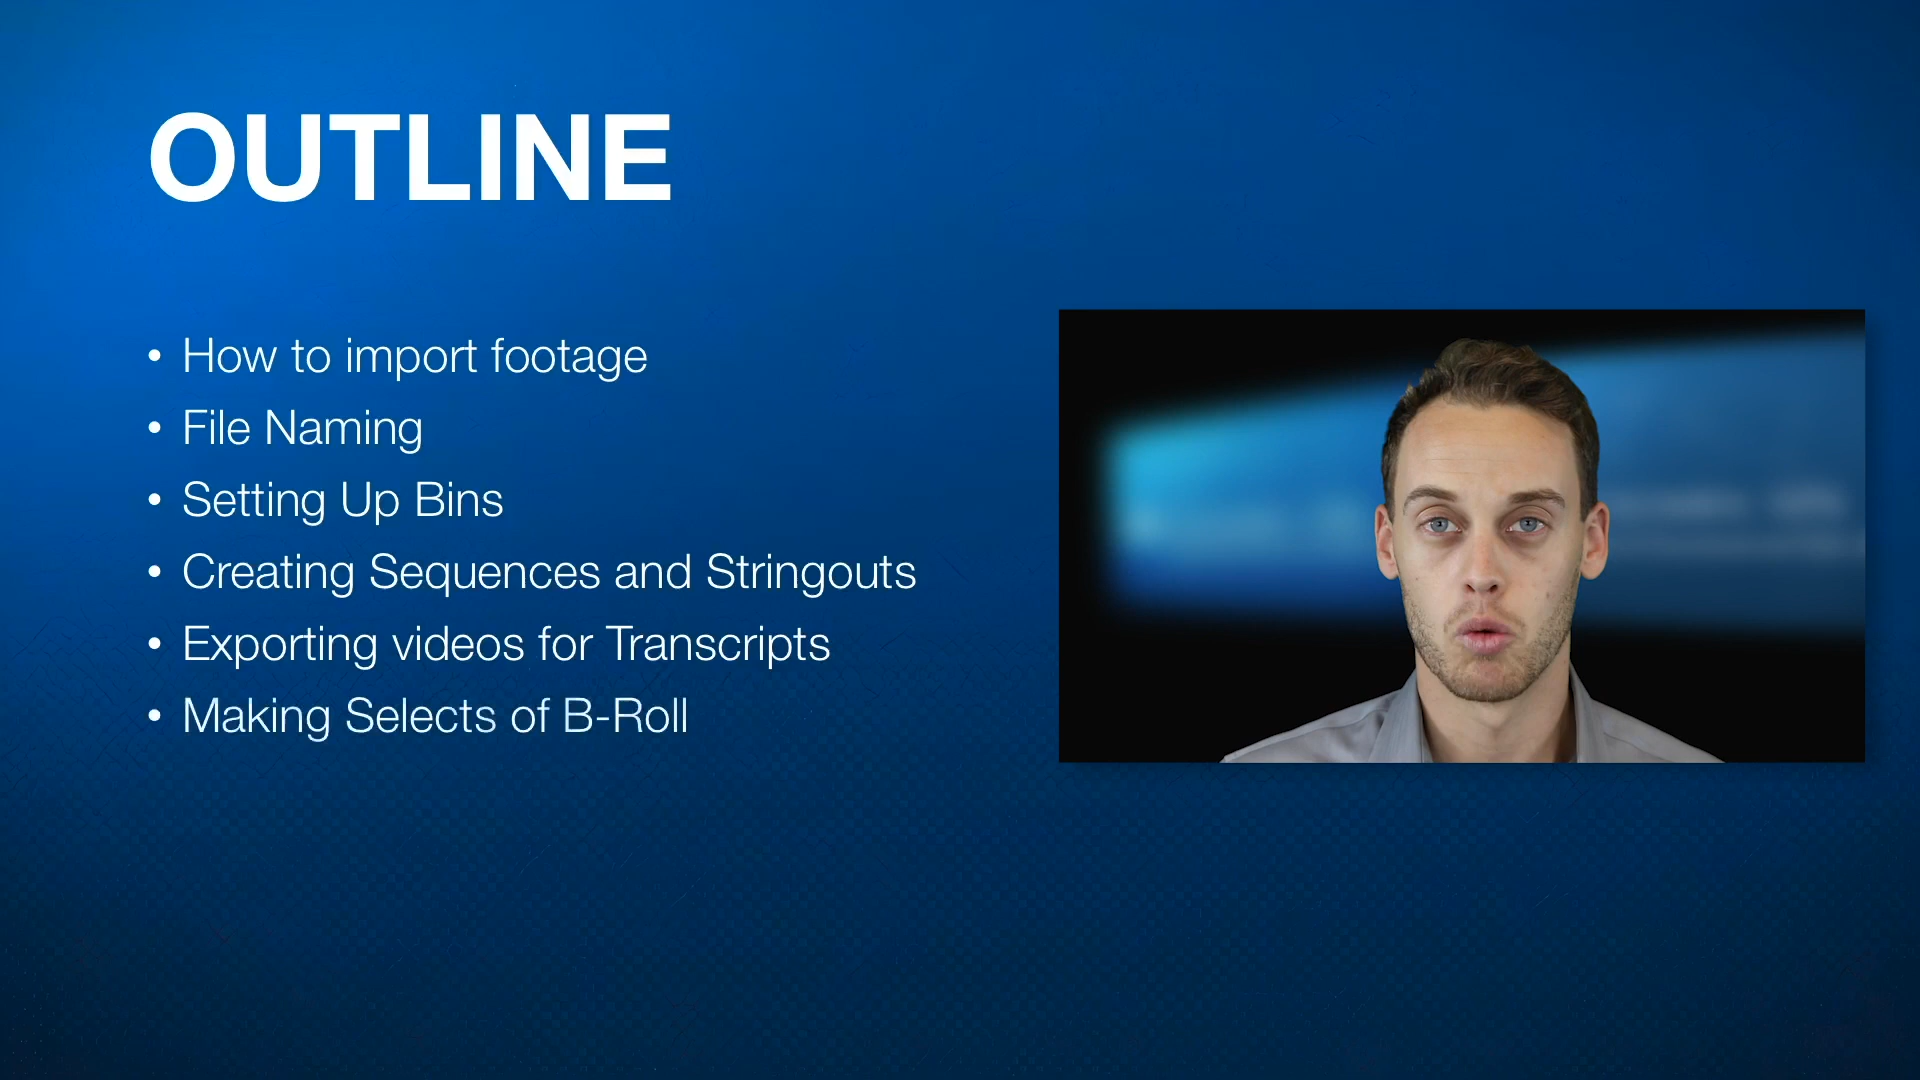 OUTLINE
• How to import footage
• File Naming
• Setting Up Bins
• Creating Sequences and Stringouts
• Exporting videos for Transcripts
• Making Selects of B-Roll